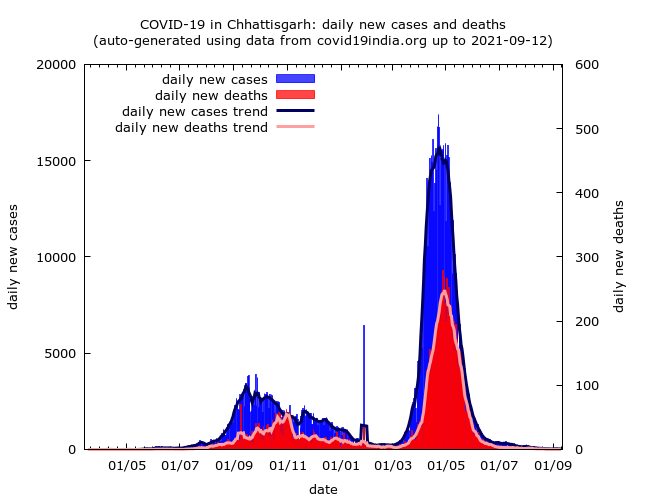 COVID-19 in Chhattisgarh: daily new cases and deaths
(auto-generated using data from covid19india.org up to 2021-09-12)
daily new cases
daily new deaths
daily new cases trend
daily new deaths trend
20000
15000
10000
5000
0
daily new cases
600
500
400
300
200
100
0
daily new deaths
01/05 01/07 01/09 01/11 01/01 01/03 01/05 01/07 01/09
date